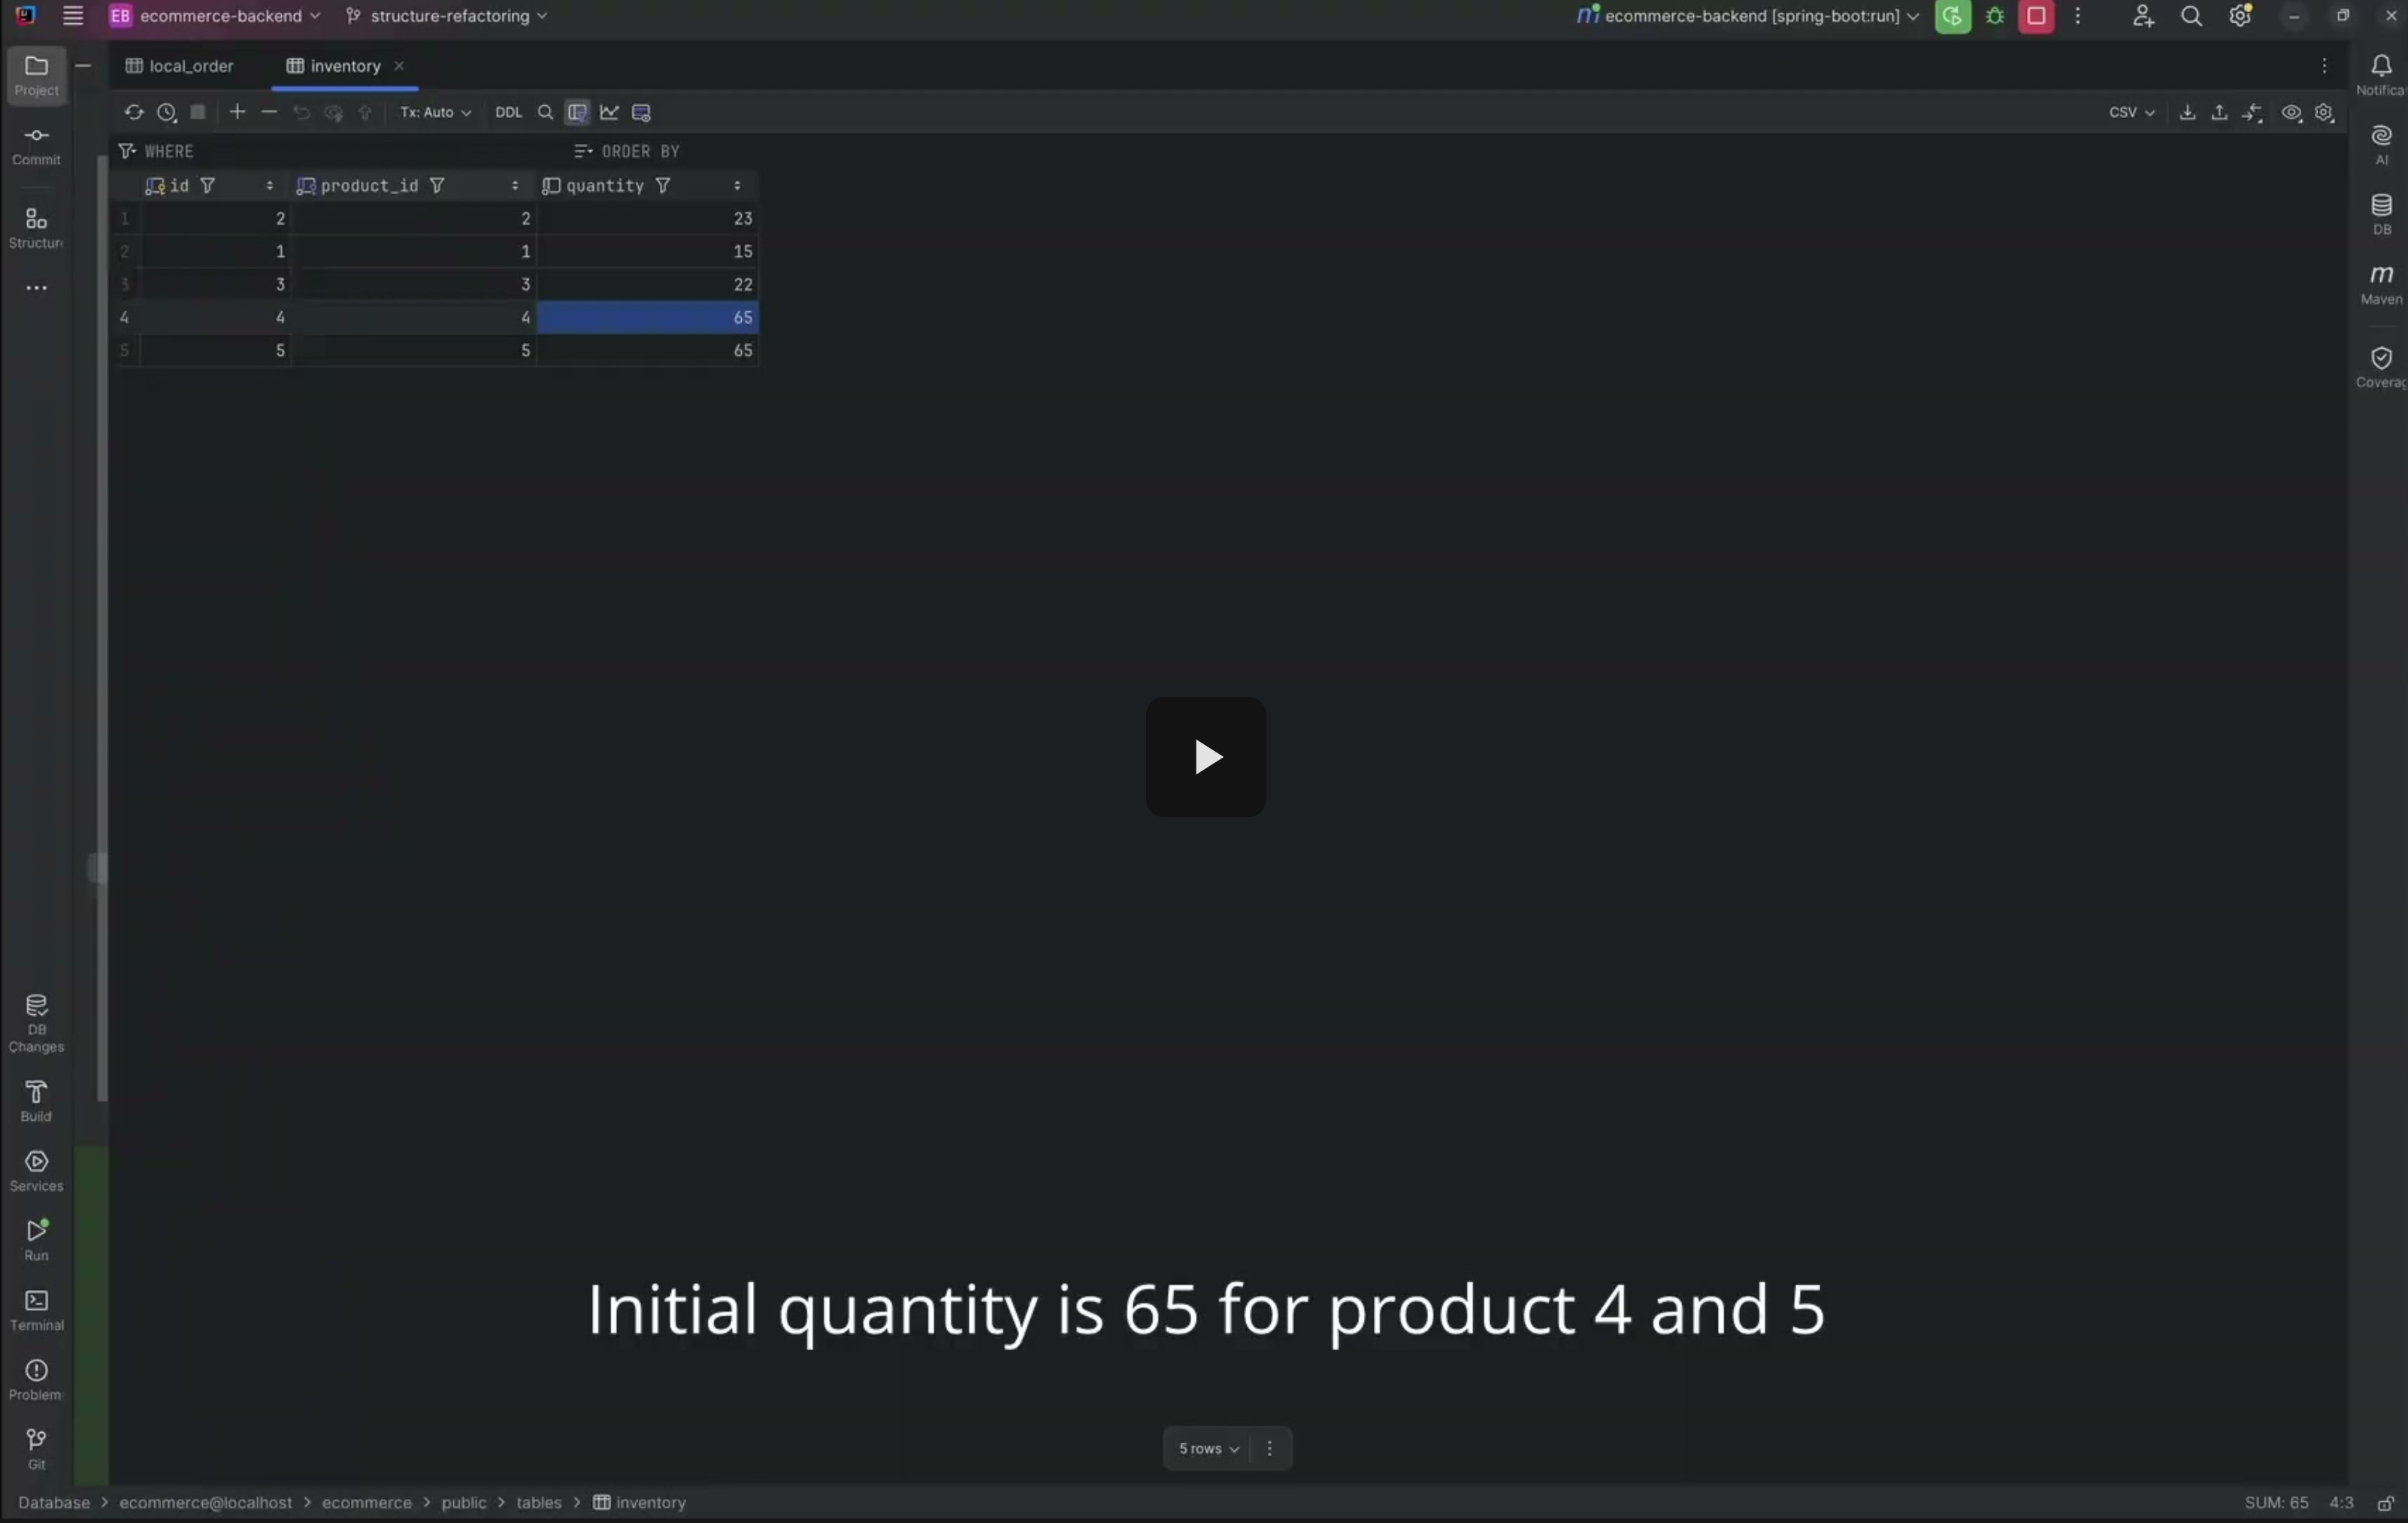 EB ecommerce-backend structure-refactoring ecommerce-backend [spring-boot:run]
local_order inventory
Tx: Auto DDL CSV
WHERE ORDER BY
id product_id quantity
1 2 2 23
2 1 1 15
3 3 3 22
4 4 4 65
5 5 5 65
Project
Commit
Structur
DB
Changes
Build
Services
Run
Terminal
Problem
Git
Notifica
AI
DB
m
Maven
Coverag
Initial quantity is 65 for product 4 and 5
5 rows
Database > ecommerce@localhost > ecommerce > public > tables > inventory SUM: 65 4:3